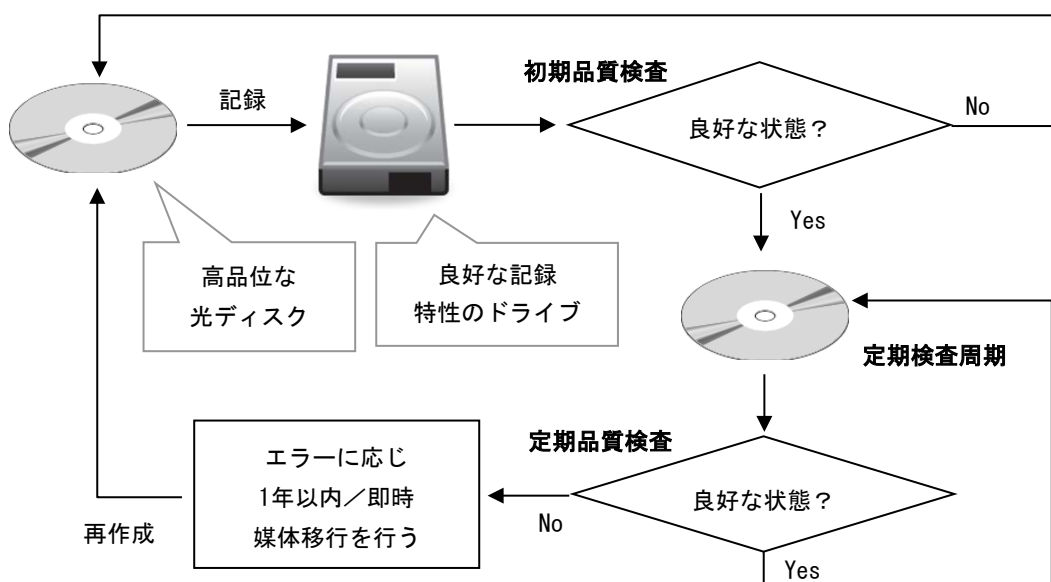 記録
初期品質検査
良好な状態？
No
Yes
高品位な
光ディスク
良好な記録
特性のドライブ
定期検査周期
定期品質検査
良好な状態？
No
Yes
エラーに応じ
1年以内／即時
媒体移行を行う
再作成